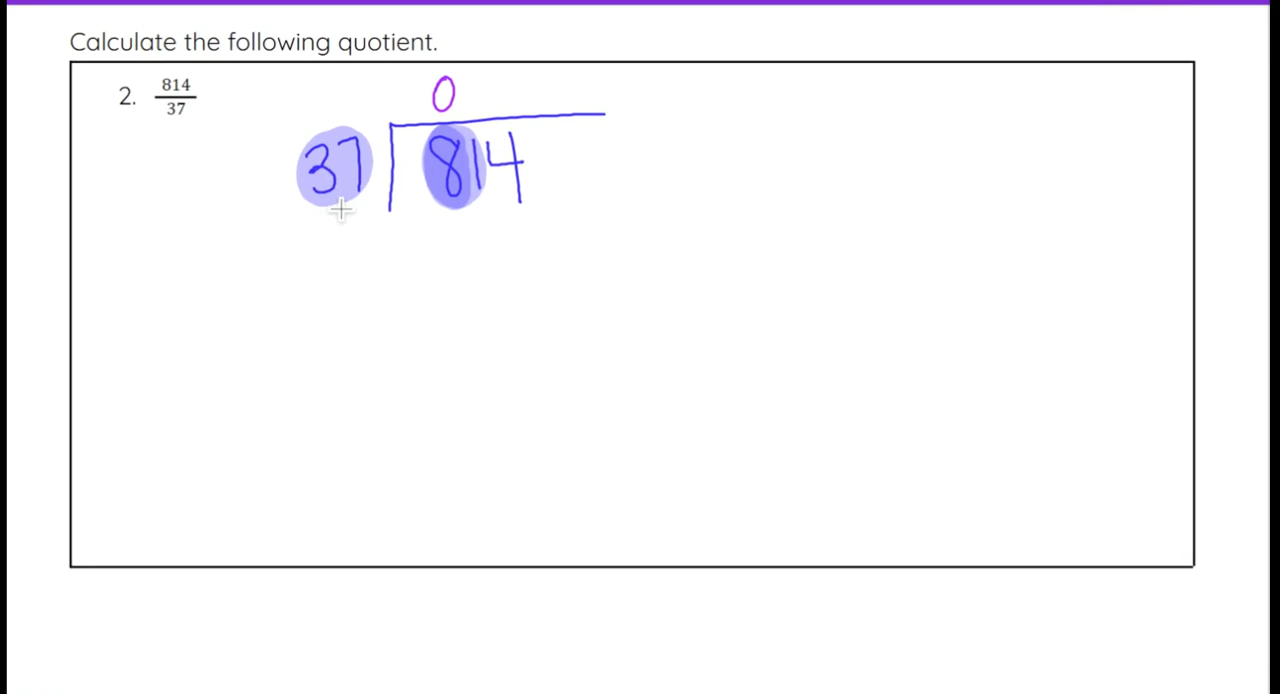 Calculate the following quotient.
2. 814/37
0
37 814